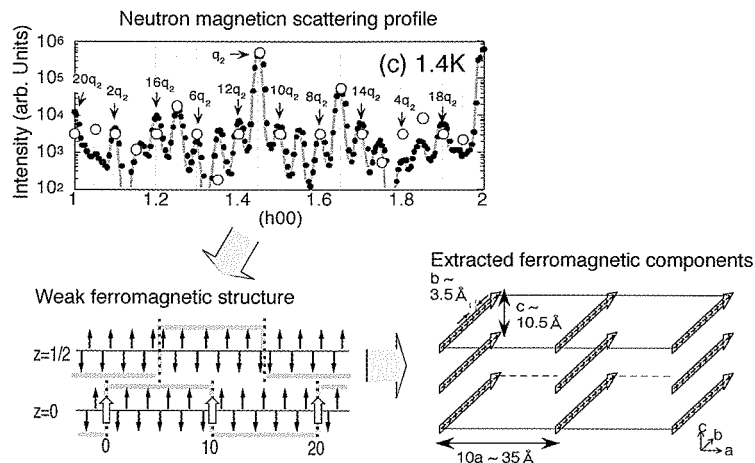 Neutron magneticn scattering profile
Intensity (arb. Units)
10⁶
10⁵
10⁴
10³
10²
(c) 1.4K
20q₂
2q₂
16q₂
6q₂
12q₂
q₂
10q₂
8q₂
14q₂
4q₂
18q₂
1
1.2
1.4
1.6
1.8
2
(h00)
Weak ferromagnetic structure
z=1/2
z=0
0
10
20
Extracted ferromagnetic components
b ~
3.5 Å
c ~
10.5Å
10a ~ 35 Å
c
b
a